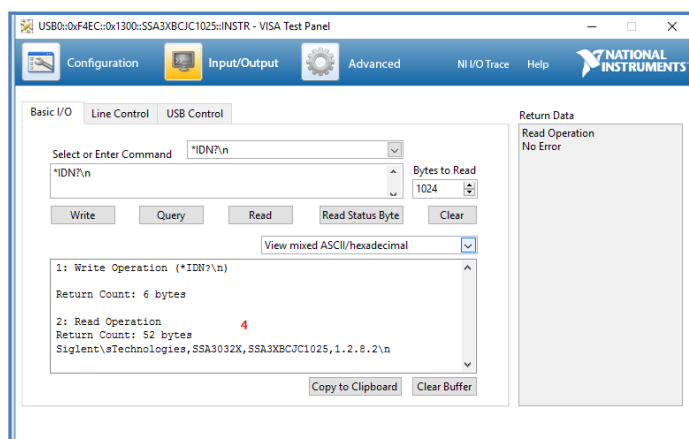 USB0::0xF4EC::0x1300::SSA3XBCJC1025::INSTR - VISA Test Panel
Configuration
Input/Output
Advanced
NI I/O Trace
Help
NATIONAL
INSTRUMENTS
Basic I/O
Line Control
USB Control
Return Data
Read Operation
No Error
Select or Enter Command
*IDN?\n
*IDN?\n
Bytes to Read
1024
Write
Query
Read
Read Status Byte
Clear
View mixed ASCII/hexadecimal
1: Write Operation (*IDN?\n)
Return Count: 6 bytes
2: Read Operation
4
Return Count: 52 bytes
Siglent\sTechnologies,SSA3032X,SSA3XBCJC1025,1.2.8.2\n
Copy to Clipboard
Clear Buffer